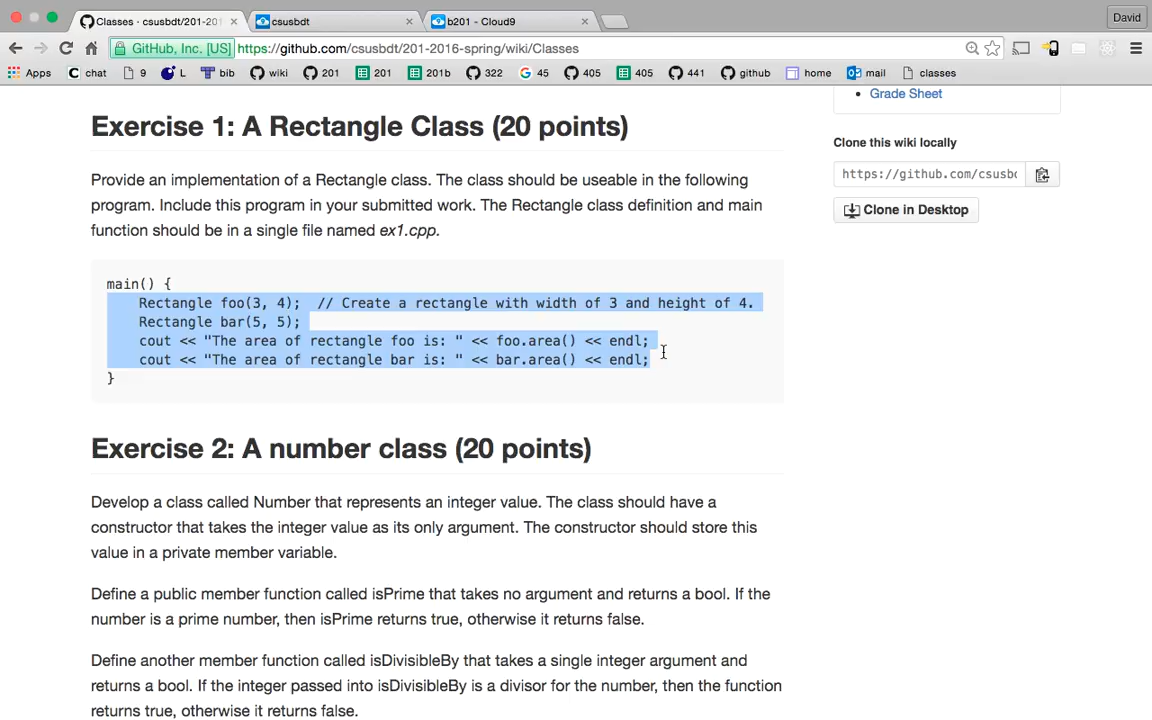 Classes · csusbdt/201-201
csusbdt
b201 - Cloud9
David
GitHub, Inc. [US]
https://github.com/csusbdt/201-2016-spring/wiki/Classes
Apps
chat
9
L
bib
wiki
201
201
201b
322
45
405
405
441
github
home
mail
classes
Grade Sheet
Exercise 1: A Rectangle Class (20 points)
Clone this wiki locally
https://github.com/csusbd
Clone in Desktop
Provide an implementation of a Rectangle class. The class should be useable in the following
program. Include this program in your submitted work. The Rectangle class definition and main
function should be in a single file named ex1.cpp.
main() {
    Rectangle foo(3, 4);  // Create a rectangle with width of 3 and height of 4.
    Rectangle bar(5, 5);
    cout << "The area of rectangle foo is: " << foo.area() << endl;
    cout << "The area of rectangle bar is: " << bar.area() << endl;
}
Exercise 2: A number class (20 points)
Develop a class called Number that represents an integer value. The class should have a
constructor that takes the integer value as its only argument. The constructor should store this
value in a private member variable.
Define a public member function called isPrime that takes no argument and returns a bool. If the
number is a prime number, then isPrime returns true, otherwise it returns false.
Define another member function called isDivisibleBy that takes a single integer argument and
returns a bool. If the integer passed into isDivisibleBy is a divisor for the number, then the function
returns true, otherwise it returns false.